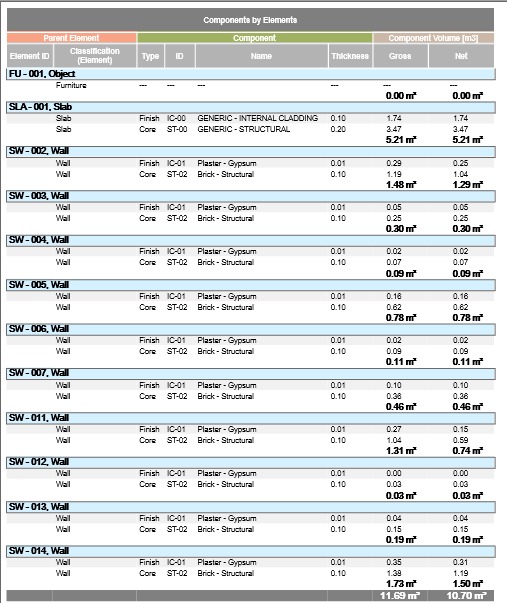 Components by Elements
Parent Element Component Component Volume [m3]
Element ID Classification (Element) Type ID Name Thickness Gross Net
FU - 001, Object
Furniture --- --- --- --- --- ---
0.00 m³ 0.00 m³
SLA - 001, Slab
Slab Finish IC-00 GENERIC - INTERNAL CLADDING 0.10 1.74 1.74
Slab Core ST-00 GENERIC - STRUCTURAL 0.20 3.47 3.47
5.21 m³ 5.21 m³
SW - 002, Wall
Wall Finish IC-01 Plaster - Gypsum 0.01 0.29 0.25
Wall Core ST-02 Brick - Structural 0.10 1.19 1.04
1.48 m³ 1.29 m³
SW - 003, Wall
Wall Finish IC-01 Plaster - Gypsum 0.01 0.05 0.05
Wall Core ST-02 Brick - Structural 0.10 0.25 0.25
0.30 m³ 0.30 m³
SW - 004, Wall
Wall Finish IC-01 Plaster - Gypsum 0.01 0.02 0.02
Wall Core ST-02 Brick - Structural 0.10 0.07 0.07
0.09 m³ 0.09 m³
SW - 005, Wall
Wall Finish IC-01 Plaster - Gypsum 0.01 0.16 0.16
Wall Core ST-02 Brick - Structural 0.10 0.62 0.62
0.78 m³ 0.78 m³
SW - 006, Wall
Wall Finish IC-01 Plaster - Gypsum 0.01 0.02 0.02
Wall Core ST-02 Brick - Structural 0.10 0.09 0.09
0.11 m³ 0.11 m³
SW - 007, Wall
Wall Finish IC-01 Plaster - Gypsum 0.01 0.10 0.10
Wall Core ST-02 Brick - Structural 0.10 0.36 0.36
0.46 m³ 0.46 m³
SW - 011, Wall
Wall Finish IC-01 Plaster - Gypsum 0.01 0.27 0.15
Wall Core ST-02 Brick - Structural 0.10 1.04 0.59
1.31 m³ 0.74 m³
SW - 012, Wall
Wall Finish IC-01 Plaster - Gypsum 0.01 0.00 0.00
Wall Core ST-02 Brick - Structural 0.10 0.03 0.03
0.03 m³ 0.03 m³
SW - 013, Wall
Wall Finish IC-01 Plaster - Gypsum 0.01 0.04 0.04
Wall Core ST-02 Brick - Structural 0.10 0.15 0.15
0.19 m³ 0.19 m³
SW - 014, Wall
Wall Finish IC-01 Plaster - Gypsum 0.01 0.35 0.31
Wall Core ST-02 Brick - Structural 0.10 1.38 1.19
1.73 m³ 1.50 m³
11.69 m³ 10.70 m³